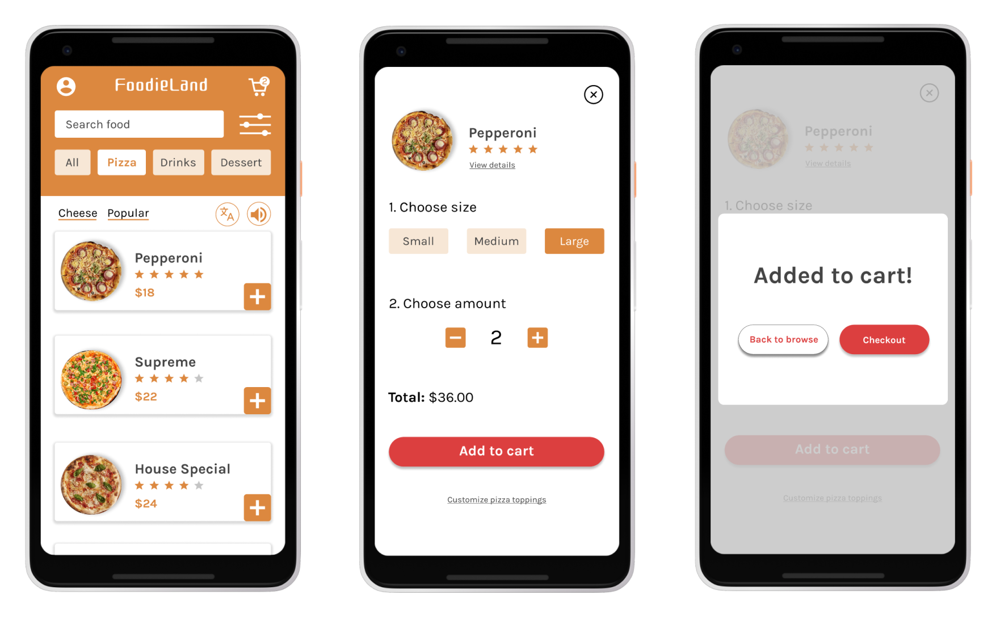 FoodieLand
2
Search food
All Pizza Drinks Dessert
Cheese Popular
文A
Pepperoni
$18
Supreme
$22
House Special
$24
Pepperoni
View details
1. Choose size
Small Medium Large
2. Choose amount
2
Total: $36.00
Add to cart
Customize pizza toppings
Pepperoni
View details
1. Choose size
Added to cart!
Back to browse Checkout
Add to cart
Customize pizza toppings